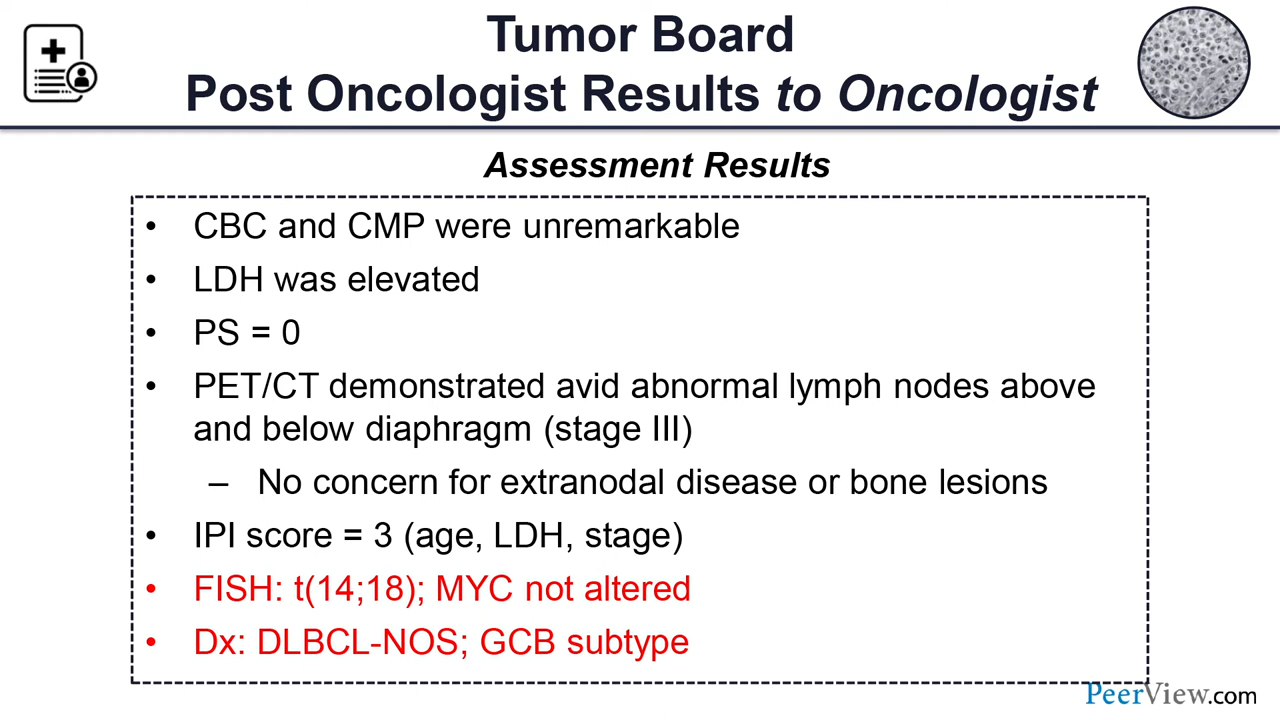 Tumor Board
Post Oncologist Results to Oncologist
Assessment Results
• CBC and CMP were unremarkable
• LDH was elevated
• PS = 0
• PET/CT demonstrated avid abnormal lymph nodes above
and below diaphragm (stage III)
– No concern for extranodal disease or bone lesions
• IPI score = 3 (age, LDH, stage)
• FISH: t(14;18); MYC not altered
• Dx: DLBCL-NOS; GCB subtype
PeerView.com